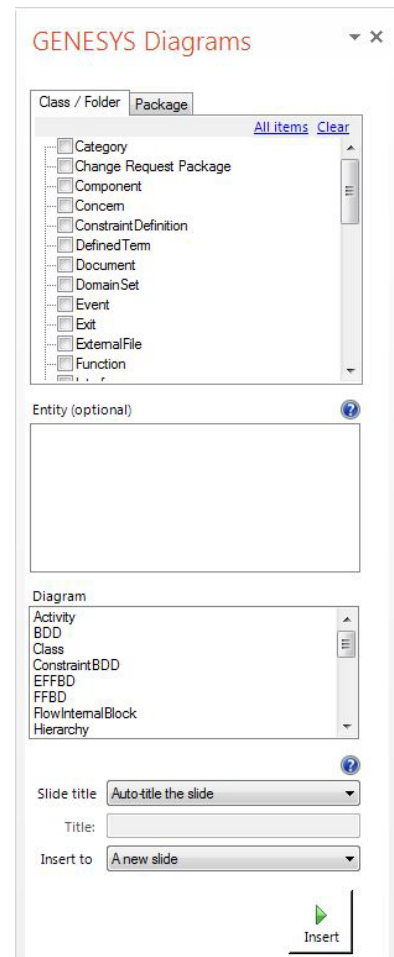 GENESYS Diagrams
Class / Folder Package
All items Clear
Category
Change Request Package
Component
Concern
ConstraintDefinition
DefinedTerm
Document
DomainSet
Event
Exit
ExternalFile
Function
Entity (optional)
Diagram
Activity
BDD
Class
ConstraintBDD
EFFBD
FFBD
FlowInternalBlock
Hierarchy
Slide title Auto-title the slide
Title:
Insert to A new slide
Insert